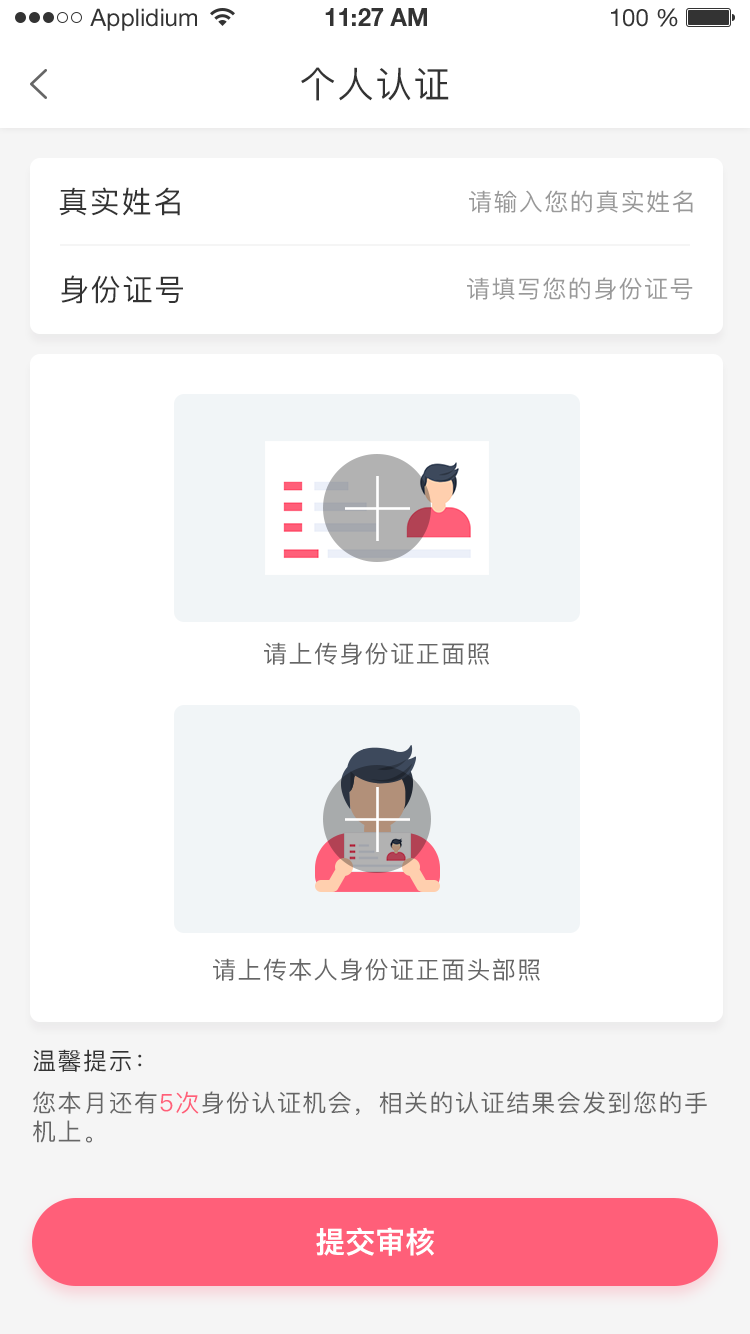 Applidium 11:27 AM 100 %
个人认证
真实姓名 请输入您的真实姓名
身份证号 请填写您的身份证号
请上传身份证正面照
请上传本人身份证正面头部照
温馨提示：
您本月还有5次身份认证机会，相关的认证结果会发到您的手
机上。
提交审核